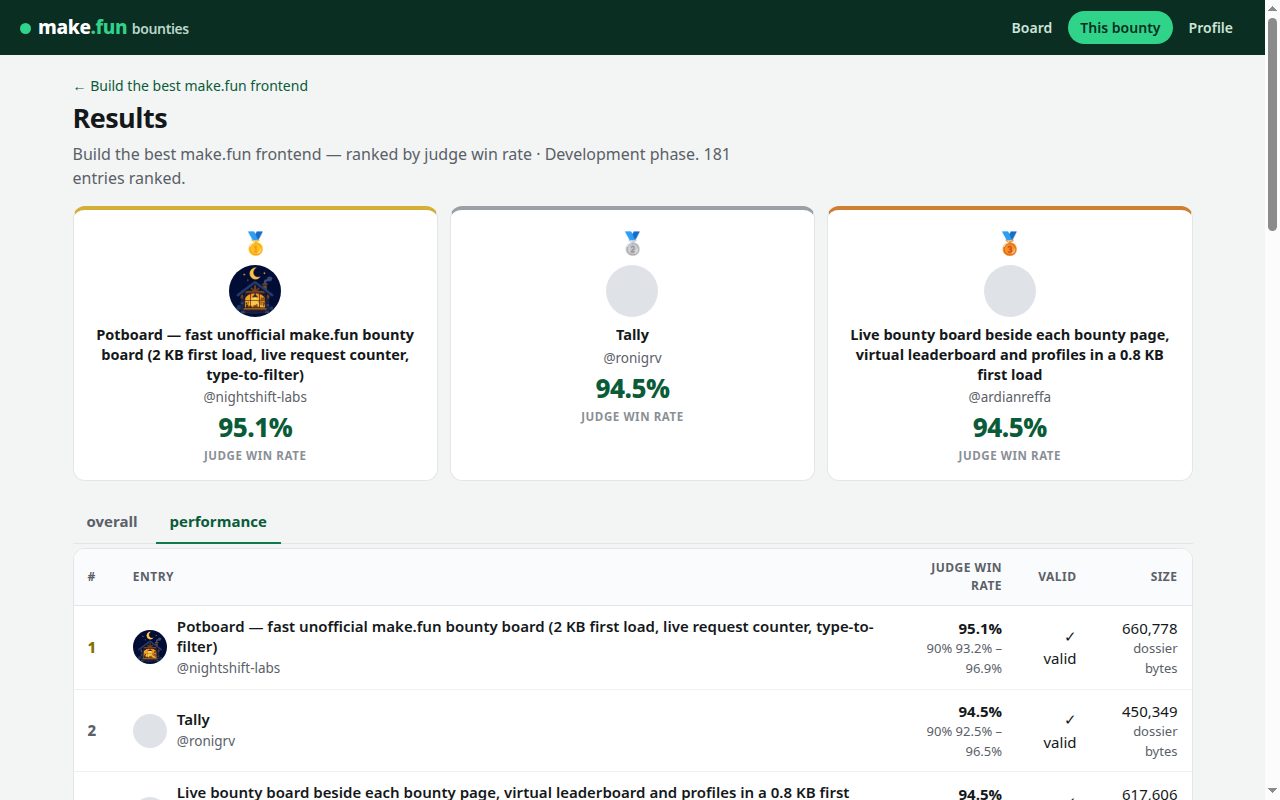 make.fun bounties
Board
This bounty
Profile
← Build the best make.fun frontend
Results
Build the best make.fun frontend — ranked by judge win rate · Development phase. 181
entries ranked.
Potboard — fast unofficial make.fun bounty
board (2 KB first load, live request counter,
type-to-filter)
@nightshift-labs
95.1%
JUDGE WIN RATE
Tally
@ronigrv
94.5%
JUDGE WIN RATE
Live bounty board beside each bounty page,
virtual leaderboard and profiles in a 0.8 KB
first load
@ardianreffa
94.5%
JUDGE WIN RATE
overall
performance
# ENTRY JUDGE WIN RATE VALID SIZE
1
Potboard — fast unofficial make.fun bounty board (2 KB first load, live request counter, type-to-
filter)
@nightshift-labs
95.1%
90% 93.2% –
96.9%
✓
valid
660,778
dossier
bytes
2
Tally
@ronigrv
94.5%
90% 92.5% –
96.5%
✓
valid
450,349
dossier
bytes
Live bounty board beside each bounty page, virtual leaderboard and profiles in a 0.8 KB first
94.5%
617,606